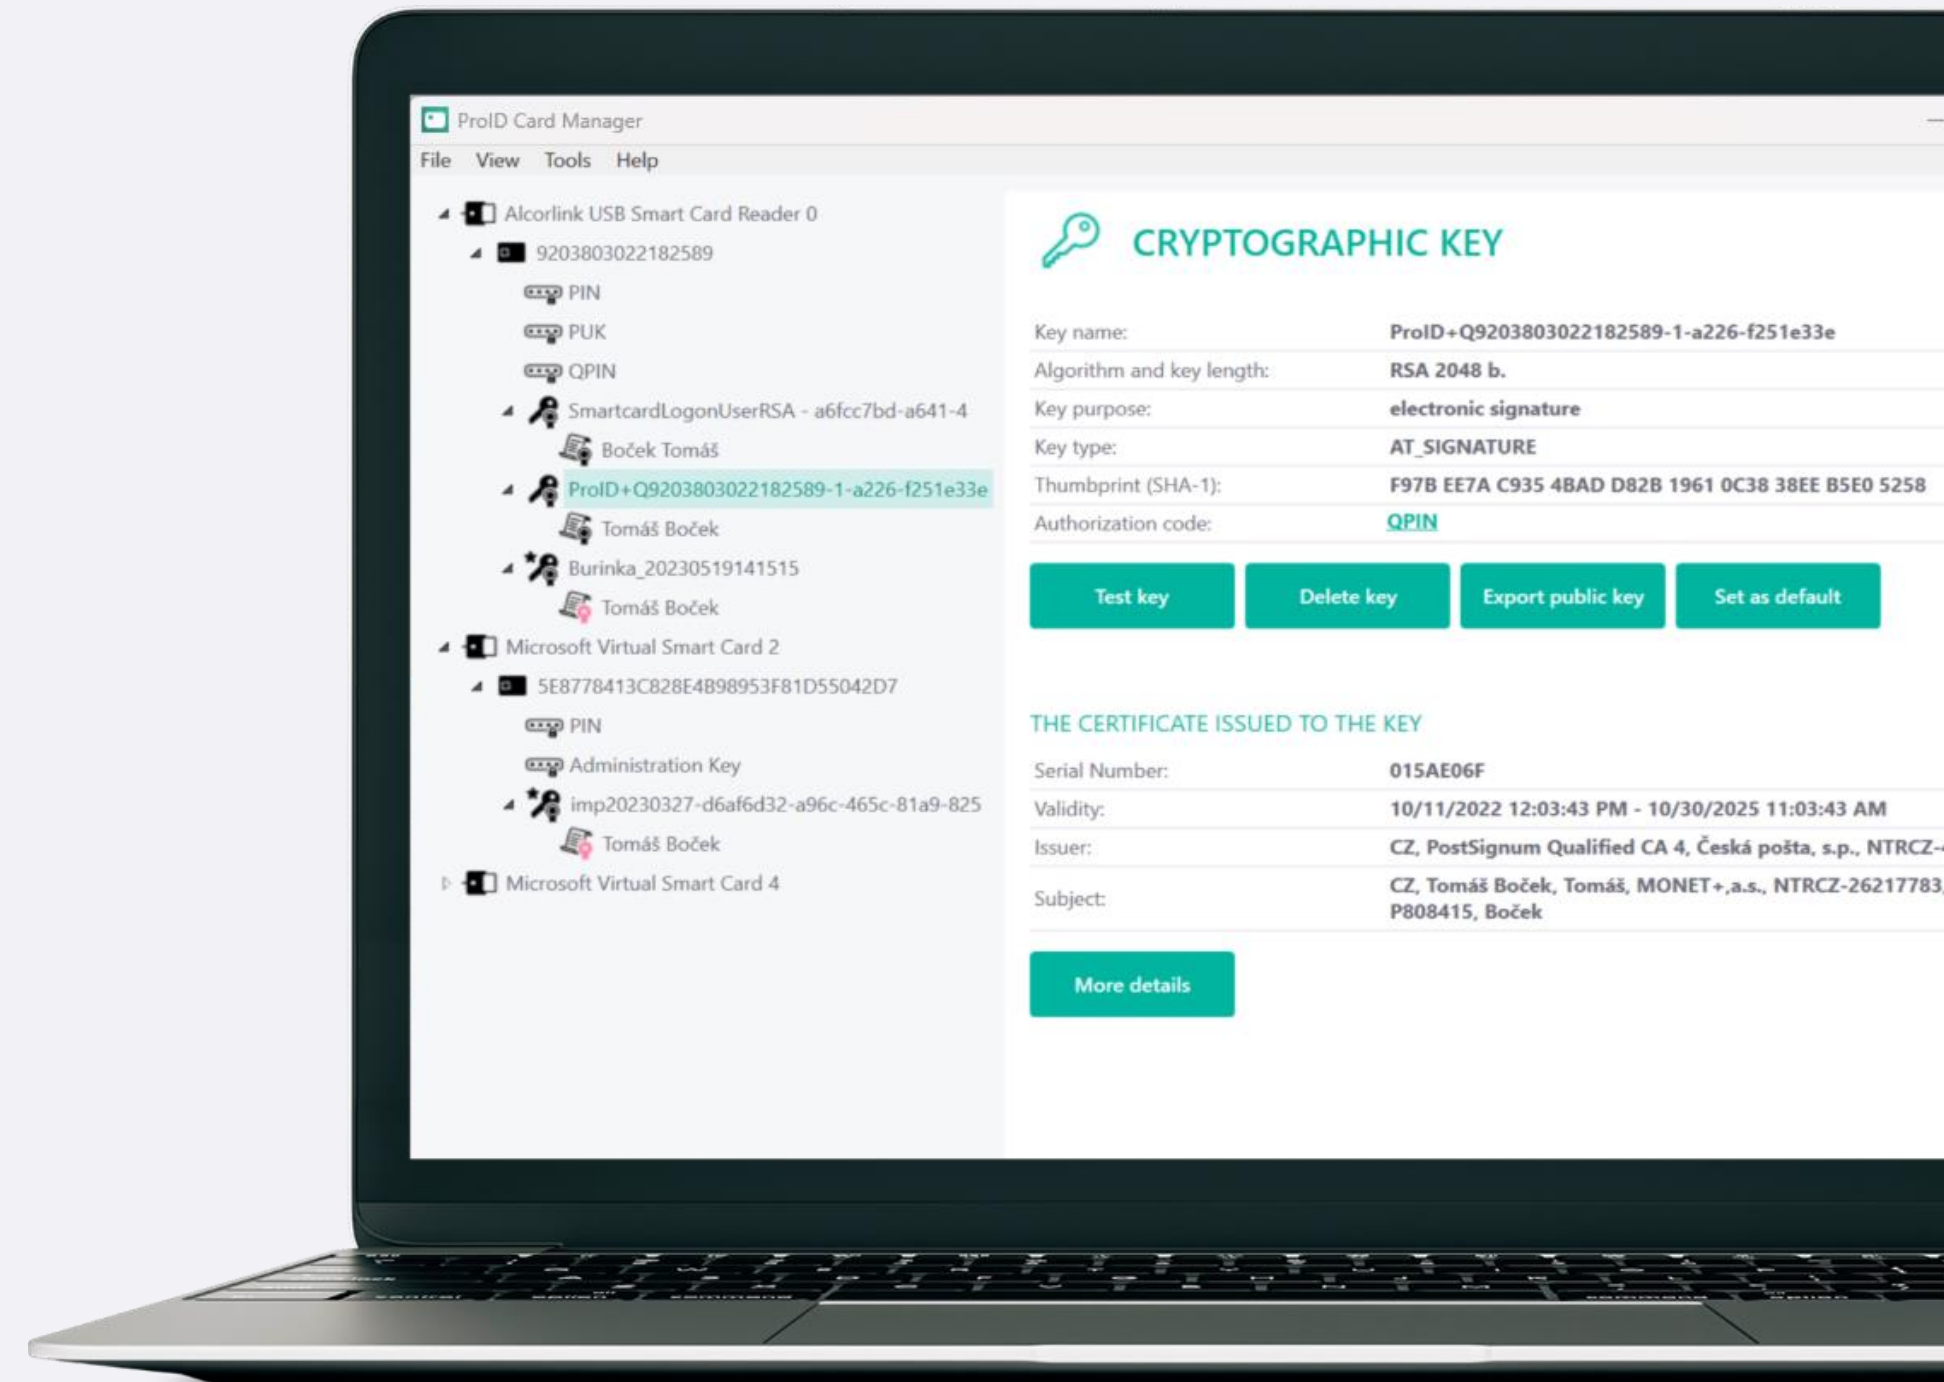 ProID Card Manager
File View Tools Help
Alcorlink USB Smart Card Reader 0
9203803022182589
PIN
PUK
QPIN
SmartcardLogonUserRSA - a6fcc7bd-a641-4
Boček Tomáš
ProID+Q9203803022182589-1-a226-f251e33e
Tomáš Boček
Burinka_20230519141515
Tomáš Boček
Microsoft Virtual Smart Card 2
5E8778413C828E4B98953F81D55042D7
PIN
Administration Key
imp20230327-d6af6d32-a96c-465c-81a9-825
Tomáš Boček
Microsoft Virtual Smart Card 4
CRYPTOGRAPHIC KEY
Key name: ProID+Q9203803022182589-1-a226-f251e33e
Algorithm and key length: RSA 2048 b.
Key purpose: electronic signature
Key type: AT_SIGNATURE
Thumbprint (SHA-1): F97B EE7A C935 4BAD D82B 1961 0C38 38EE B5E0 5258
Authorization code: QPIN
Test key Delete key Export public key Set as default
THE CERTIFICATE ISSUED TO THE KEY
Serial Number: 015AE06F
Validity: 10/11/2022 12:03:43 PM - 10/30/2025 11:03:43 AM
Issuer: CZ, PostSignum Qualified CA 4, Česká pošta, s.p., NTRCZ-
Subject: CZ, Tomáš Boček, Tomáš, MONET+,a.s., NTRCZ-26217783,
P808415, Boček
More details
control option command command option